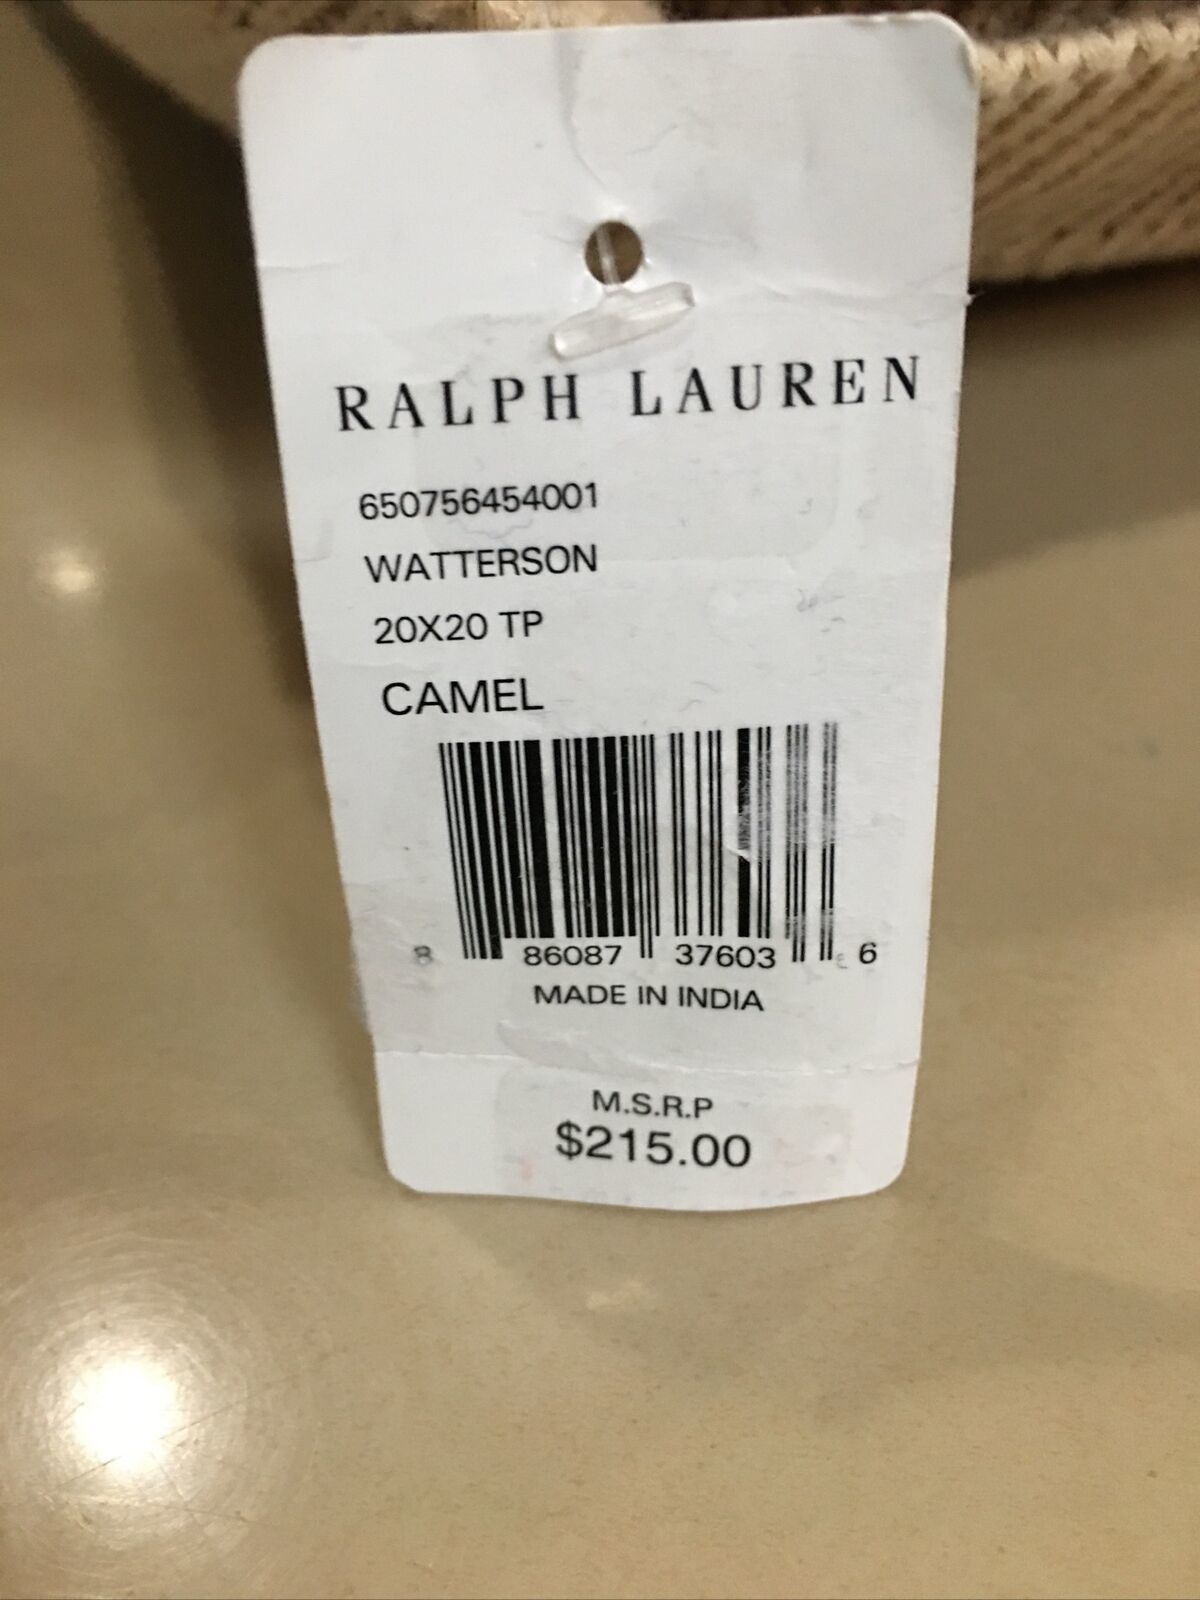 RALPH LAUREN
650756454001
WATTERSON
20X20 TP
CAMEL
8 86087 37603 6
MADE IN INDIA
M.S.R.P
$215.00